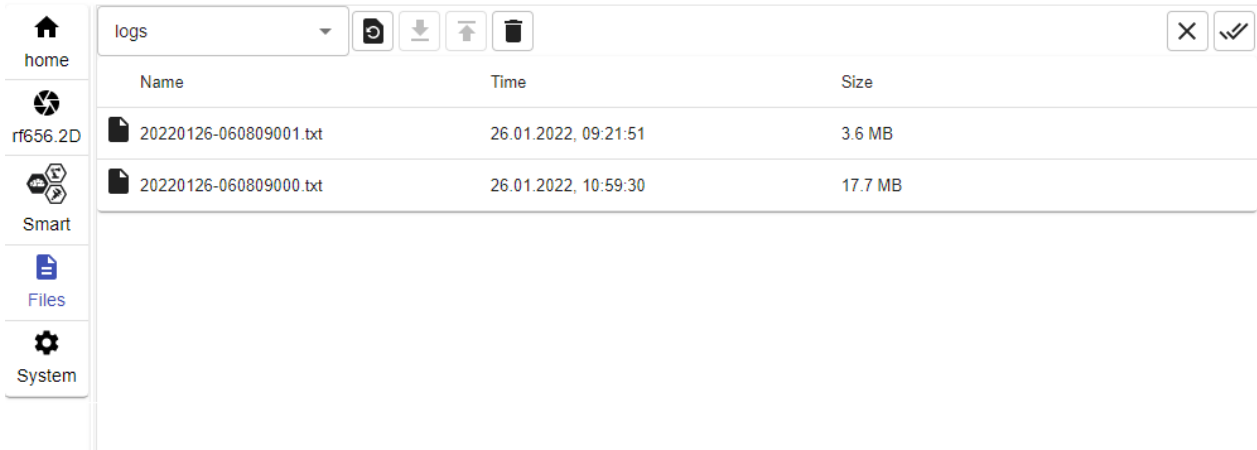 home
rf656.2D
Smart
Files
System
logs
Name Time Size
20220126-060809001.txt 26.01.2022, 09:21:51 3.6 MB
20220126-060809000.txt 26.01.2022, 10:59:30 17.7 MB